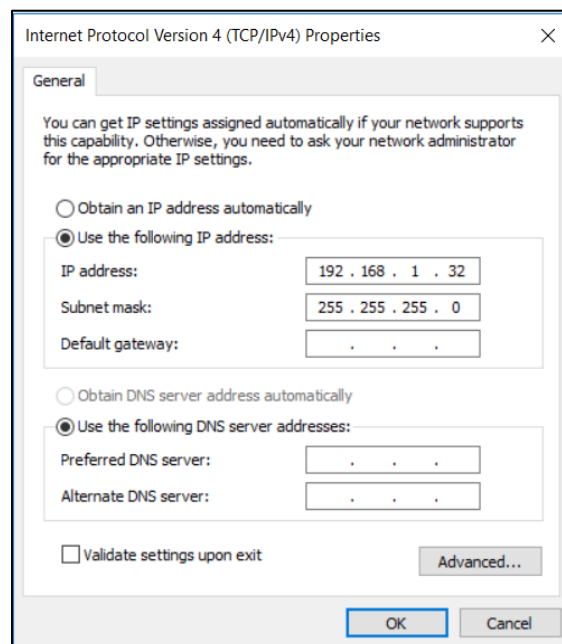 Internet Protocol Version 4 (TCP/IPv4) Properties
General
You can get IP settings assigned automatically if your network supports
this capability. Otherwise, you need to ask your network administrator
for the appropriate IP settings.
Obtain an IP address automatically
Use the following IP address:
IP address: 192 . 168 . 1 . 32
Subnet mask: 255 . 255 . 255 . 0
Default gateway: . . .
Obtain DNS server address automatically
Use the following DNS server addresses:
Preferred DNS server: . . .
Alternate DNS server: . . .
Validate settings upon exit
Advanced...
OK Cancel